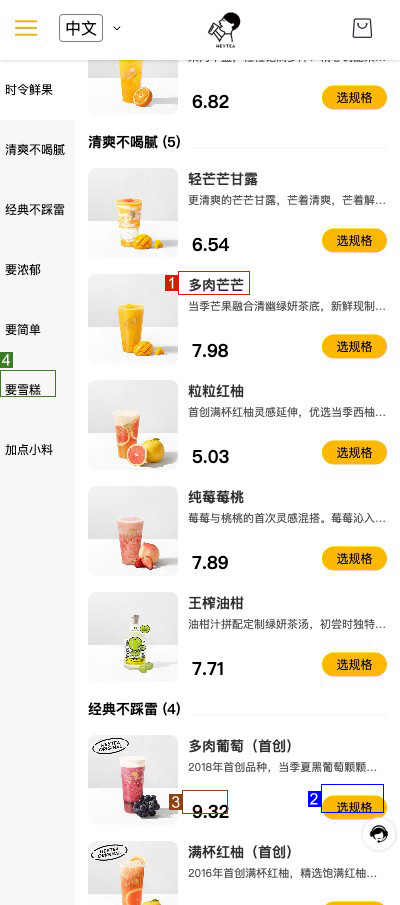 中文
HEYTEA
时令鲜果
清爽不喝腻
经典不踩雷
要浓郁
要简单
4
要雪糕
加点小料
6.82
选规格
清爽不喝腻 (5)
轻芒芒甘露
更清爽的芒芒甘露，芒着清爽，芒着解...
6.54
选规格
1
多肉芒芒
当季芒果融合清幽绿妍茶底，新鲜现制...
7.98
选规格
粒粒红柚
首创满杯红柚灵感延伸，优选当季西柚...
5.03
选规格
纯莓莓桃
莓莓与桃桃的首次灵感混搭。莓莓沁入...
7.89
选规格
王榨油柑
油柑汁拼配定制绿妍茶汤，初尝时独特...
7.71
选规格
经典不踩雷 (4)
HEYTEA
ORIGINAL
多肉葡萄（首创）
2018年首创品种，当季夏黑葡萄颗颗...
3
9.32
2
选规格
HEYTEA
ORIGINAL
满杯红柚（首创）
2016年首创满杯红柚，精选饱满红柚...